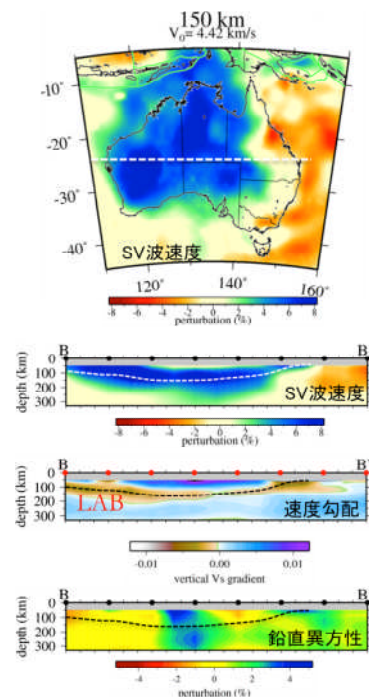 150 km
V0= 4.42 km/s
-10°
-20°
-30°
-40°
SV波速度
120°
140°
160°
-8 -6 -4 -2 0 2 4 6 8
perturbation (%)
B B'
depth (km)
0
100
200
300
SV波速度
-8 -6 -4 -2 0 2 4 6 8
perturbation (%)
B B'
depth (km)
0
100
200
300
LAB
速度勾配
-0.01 0.00 0.01
vertical Vs gradient
B B'
depth (km)
0
100
200
300
鉛直異方性
-4 -2 0 2 4
perturbation (%)